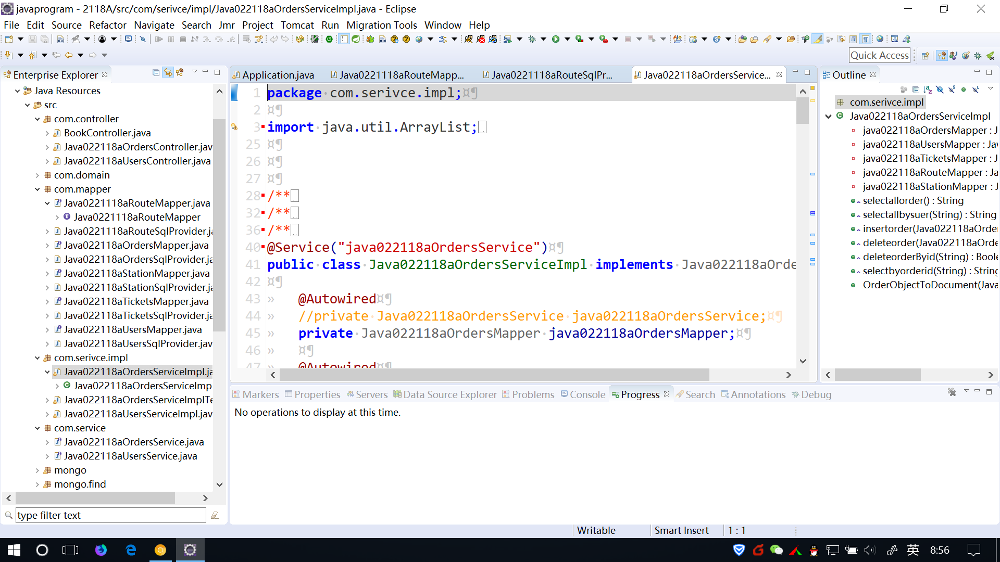 javaprogram - 2118A/src/com/serivce/impl/Java022118aOrdersServiceImpl.java - Eclipse
File Edit Source Refactor Navigate Search Jmr Project Tomcat Run Migration Tools Window Help
Quick Access
Enterprise Explorer
Java Resources
src
com.controller
BookController.java
Java022118aOrdersController.jav
Java022118aUsersController.java
com.domain
com.mapper
Java0221118aRouteMapper.java
Java0221118aRouteMapper
Java0221118aRouteSqlProvider.ja
Java022118aOrdersMapper.java
Java022118aOrdersSqlProvider.ja
Java022118aStationMapper.java
Java022118aStationSqlProvider.ja
Java022118aTicketsMapper.java
Java022118aTicketsSqlProvider.ja
Java022118aUsersMapper.java
Java022118aUsersSqlProvider.jav
com.serivce.impl
Java022118aOrdersServiceImpl.ja
Java022118aOrdersServiceImp
Java022118aOrdersServiceImplTe
Java022118aUsersServiceImpl.jav
com.service
Java022118aOrdersService.java
Java022118aUsersService.java
mongo
mongo.find
type filter text
Application.java Java0221118aRouteMapp... Java0221118aRouteSqlPr... Java022118aOrdersService...
1 package·com.serivce.impl;¤¶
2 ¤¶
3 import·java.util.ArrayList;
25 ¤¶
26 ¤¶
27 ¤¶
28 /**
32 /**
36 /**
40 @Service("java022118aOrdersService")¤¶
41 public·class·Java022118aOrdersServiceImpl·implements·Java022118aOrde
42 ¤¶
43 » @Autowired¤¶
44 » //private·Java022118aOrdersService·java022118aOrdersService;¤¶
45 » private·Java022118aOrdersMapper·java022118aOrdersMapper;¤¶
46 » ¤¶
47 » @Autowired¤¶
Outline
com.serivce.impl
Java022118aOrdersServiceImpl
java022118aOrdersMapper : J
java022118aUsersMapper : Jav
java022118aTicketsMapper : J
java022118aRouteMapper : Ja
java022118aStationMapper : J
selectallorder() : String
selectallbysuer(String) : String
insertorder(Java022118aOrde
deleteorder(Java022118aOrde
deleteorderByid(String) : Boole
selectbyorderid(String) : String
OrderObjectToDocument(Java
Markers Properties Servers Data Source Explorer Problems Console Progress Search Annotations Debug
No operations to display at this time.
Writable Smart Insert 1 : 1
英 8:56